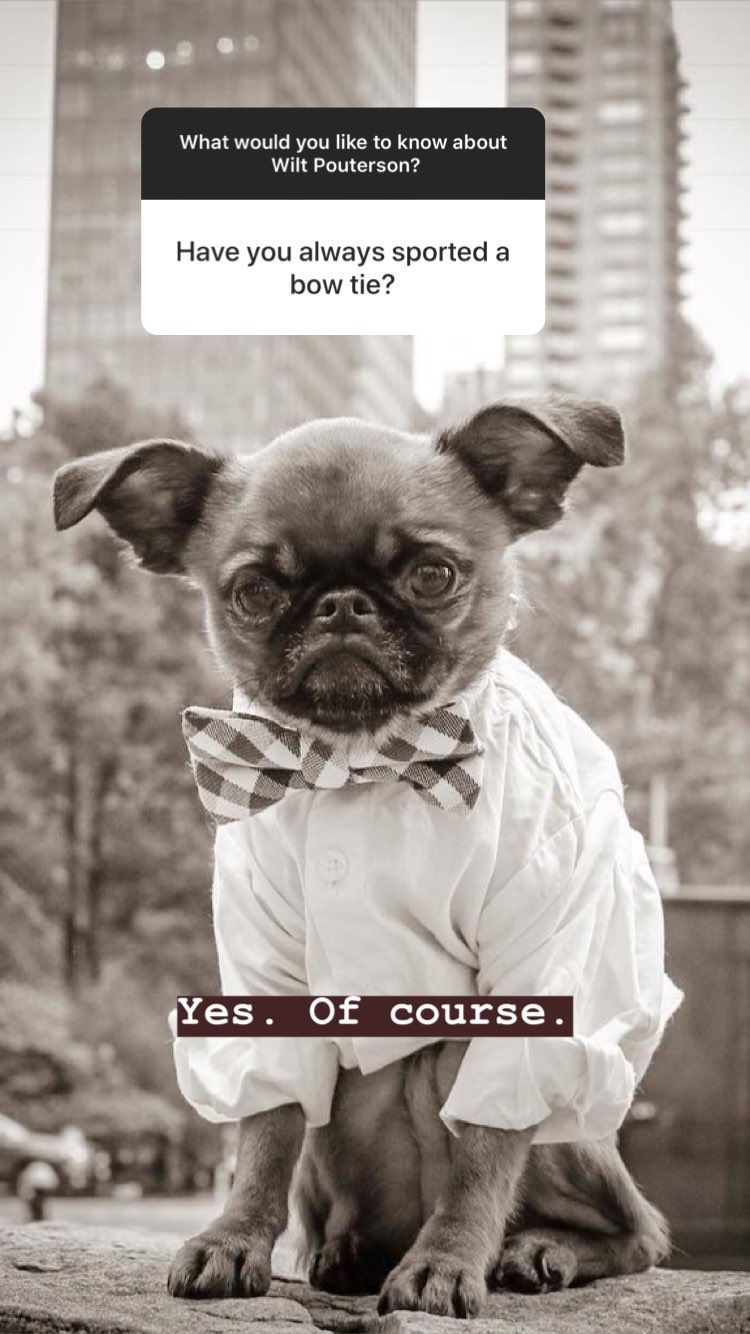 What would you like to know about
Wilt Pouterson?
Have you always sported a
bow tie?
Yes. Of course.